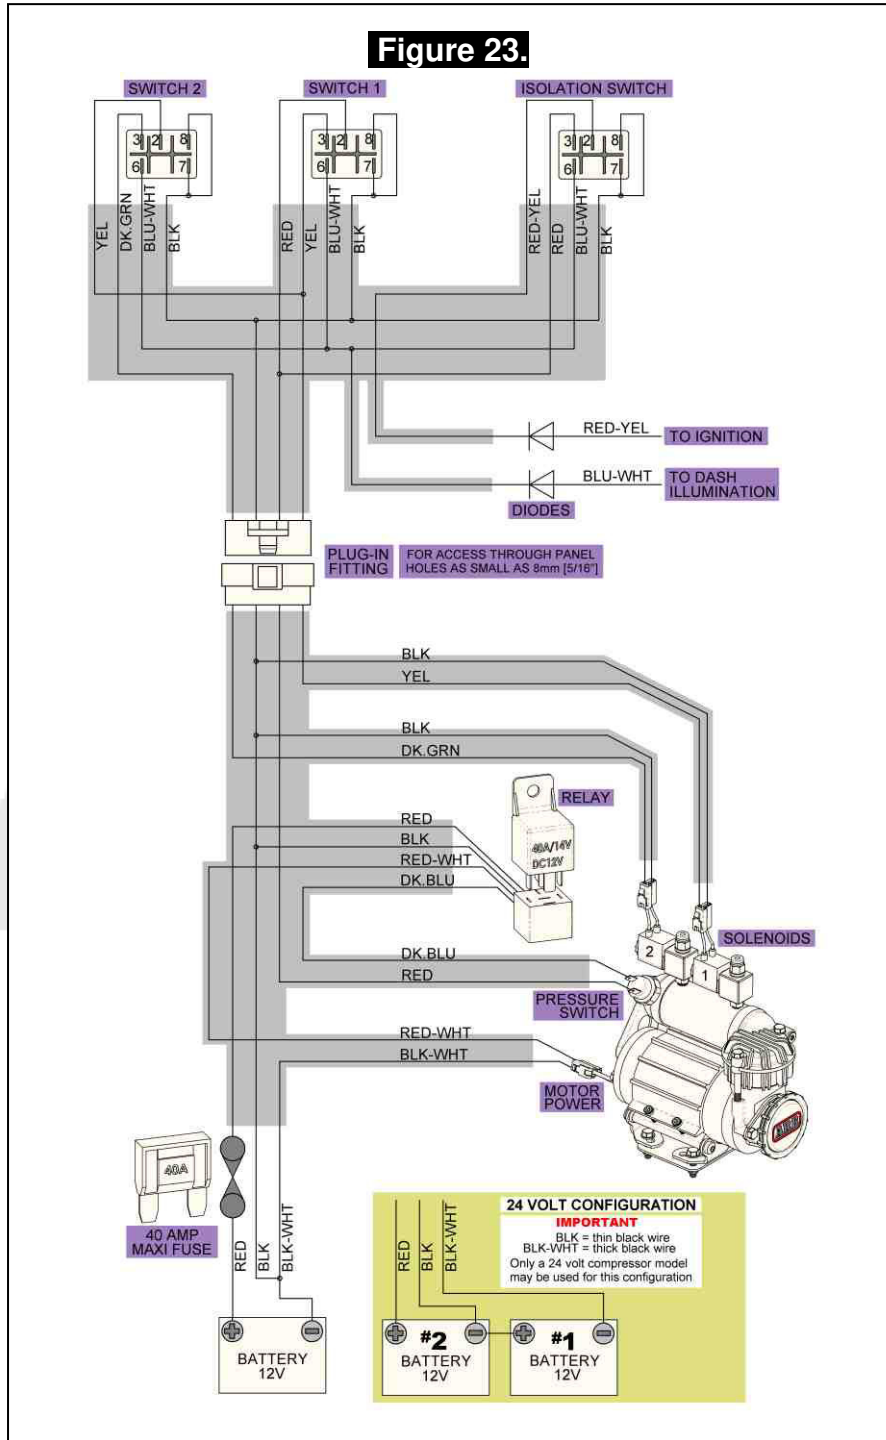 Figure 23.
SWITCH 2
SWITCH 1
ISOLATION SWITCH
3 2 8
6 7
3 2 8
6 7
3 2 8
6 7
YEL
DK.GRN
BLU-WHT
BLK
RED
YEL
BLU-WHT
BLK
RED-YEL
RED
BLU-WHT
BLK
RED-YEL
TO IGNITION
BLU-WHT
TO DASH
ILLUMINATION
DIODES
PLUG-IN
FITTING
FOR ACCESS THROUGH PANEL
HOLES AS SMALL AS 8mm [5/16"]
BLK
YEL
BLK
DK.GRN
RELAY
40A/14V
DC12V
RED
BLK
RED-WHT
DK.BLU
SOLENOIDS
2
1
DK.BLU
RED
PRESSURE
SWITCH
RED-WHT
BLK-WHT
MOTOR
POWER
40A
40 AMP
MAXI FUSE
RED
BLK
BLK-WHT
BATTERY
12V
24 VOLT CONFIGURATION
IMPORTANT
BLK = thin black wire
BLK-WHT = thick black wire
Only a 24 volt compressor model
may be used for this configuration
RED
BLK
BLK-WHT
#2
BATTERY
12V
#1
BATTERY
12V